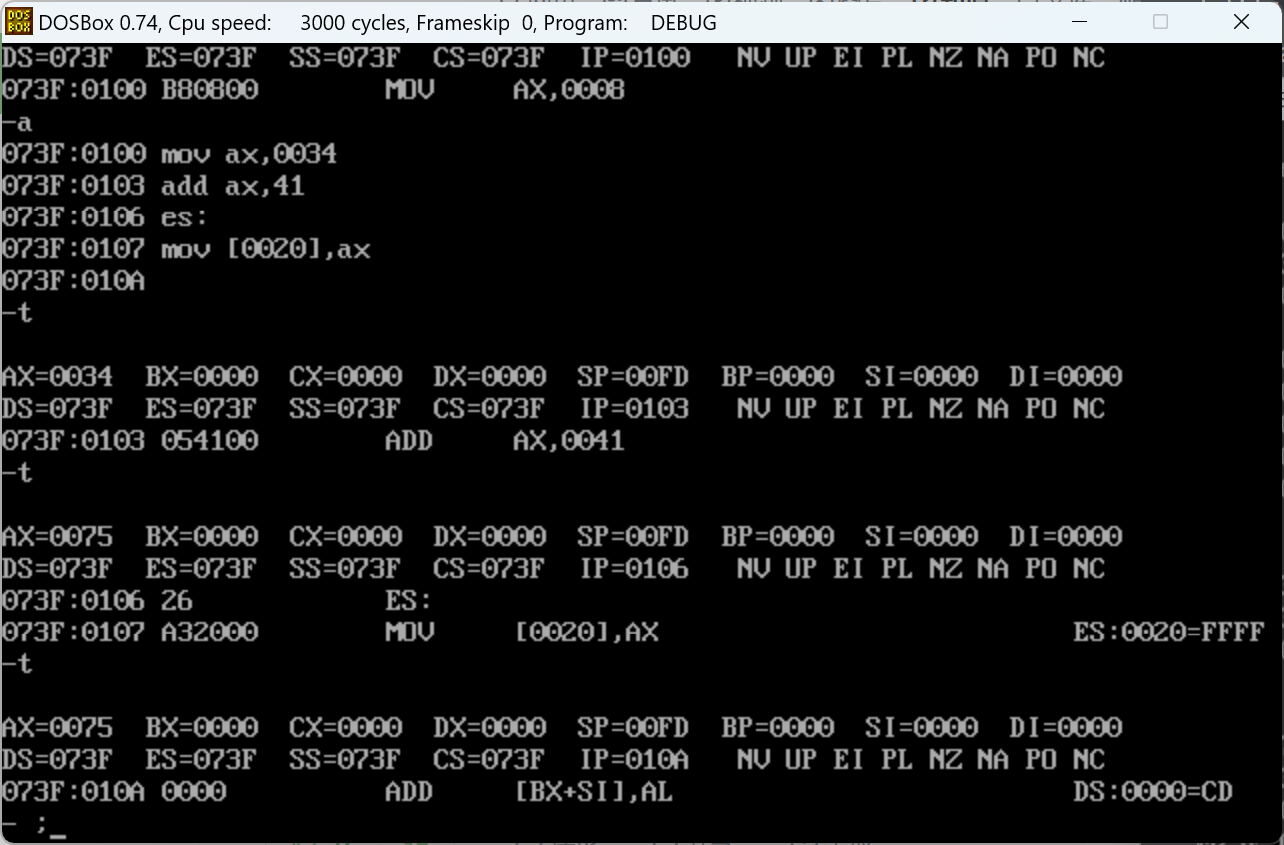 DOSBox 0.74, Cpu speed: 3000 cycles, Frameskip 0, Program: DEBUG
DS=073F ES=073F SS=073F CS=073F IP=0100 NV UP EI PL NZ NA PO NC
073F:0100 B80800 MOV AX,0008
-a
073F:0100 mov ax,0034
073F:0103 add ax,41
073F:0106 es:
073F:0107 mov [0020],ax
073F:010A
-t
AX=0034 BX=0000 CX=0000 DX=0000 SP=00FD BP=0000 SI=0000 DI=0000
DS=073F ES=073F SS=073F CS=073F IP=0103 NV UP EI PL NZ NA PO NC
073F:0103 054100 ADD AX,0041
-t
AX=0075 BX=0000 CX=0000 DX=0000 SP=00FD BP=0000 SI=0000 DI=0000
DS=073F ES=073F SS=073F CS=073F IP=0106 NV UP EI PL NZ NA PO NC
073F:0106 26 ES:
073F:0107 A32000 MOV [0020],AX ES:0020=FFFF
-t
AX=0075 BX=0000 CX=0000 DX=0000 SP=00FD BP=0000 SI=0000 DI=0000
DS=073F ES=073F SS=073F CS=073F IP=010A NV UP EI PL NZ NA PO NC
073F:010A 0000 ADD [BX+SI],AL DS:0000=CD
- ;_